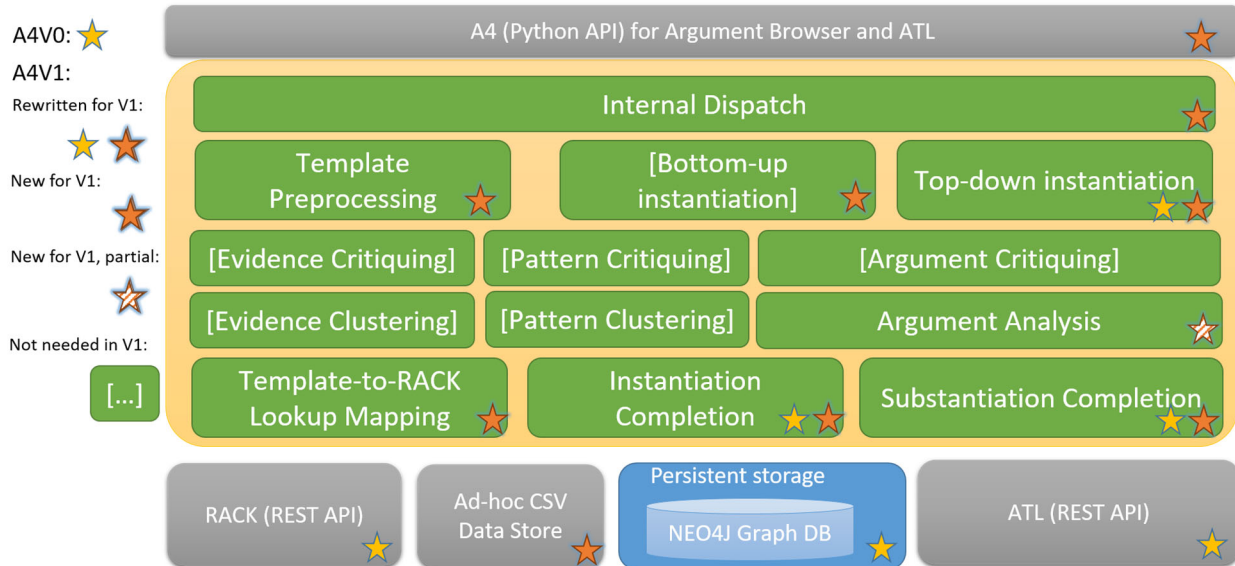 A4V0:
A4 (Python API) for Argument Browser and ATL
A4V1:
Rewritten for V1:
New for V1:
New for V1, partial:
Not needed in V1:
[...]
Internal Dispatch
Template
Preprocessing
[Bottom-up
instantiation]
Top-down instantiation
[Evidence Critiquing]
[Pattern Critiquing]
[Argument Critiquing]
[Evidence Clustering]
[Pattern Clustering]
Argument Analysis
Template-to-RACK
Lookup Mapping
Instantiation
Completion
Substantiation Completion
RACK (REST API)
Ad-hoc CSV
Data Store
Persistent storage
NEO4J Graph DB
ATL (REST API)